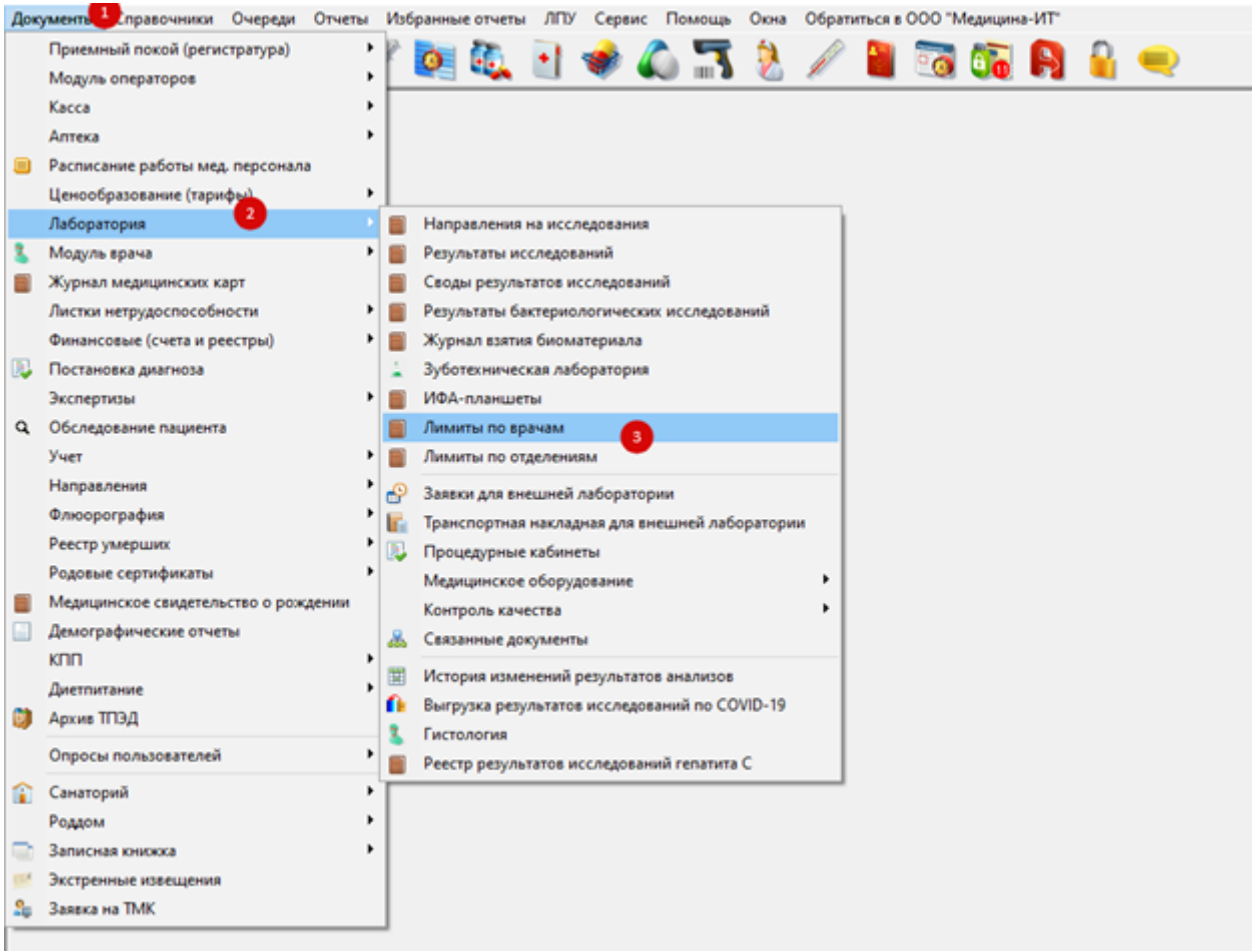 Документы 1 Справочники Очереди Отчеты Избранные отчеты ЛПУ Сервис Помощь Окна Обратиться в ООО "Медицина-ИТ"
11
Приемный покой (регистратура)
Модуль операторов
Касса
Аптека
Расписание работы мед. персонала
Ценообразование (тарифы)
2
Лаборатория
Модуль врача
Журнал медицинских карт
Листки нетрудоспособности
Финансовые (счета и реестры)
Постановка диагноза
Экспертизы
Обследование пациента
Учет
Направления
Флюорография
Реестр умерших
Родовые сертификаты
Медицинское свидетельство о рождении
Демографические отчеты
КПП
Диетпитание
Архив ТПЭД
Опросы пользователей
Санаторий
Роддом
Записная книжка
Экстренные извещения
Заявка на ТМК
Направления на исследования
Результаты исследований
Своды результатов исследований
Результаты бактериологических исследований
Журнал взятия биоматериала
Зуботехническая лаборатория
ИФА-планшеты
Лимиты по врачам
3
Лимиты по отделениям
Заявки для внешней лаборатории
Транспортная накладная для внешней лаборатории
Процедурные кабинеты
Медицинское оборудование
Контроль качества
Связанные документы
История изменений результатов анализов
Выгрузка результатов исследований по COVID-19
Гистология
Реестр результатов исследований гепатита С